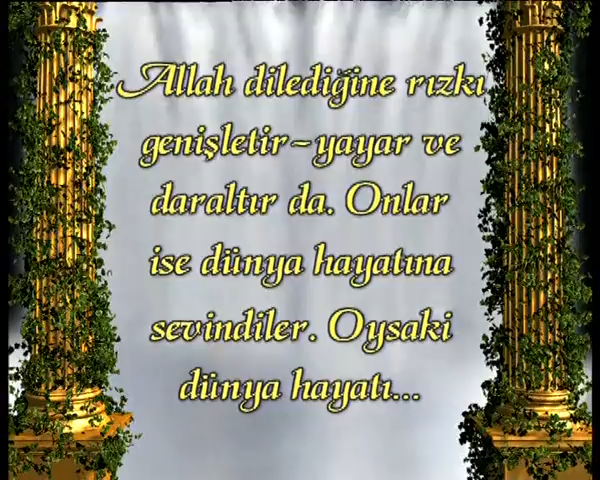 Allah dilediğine rızkı
genişletir-yayar ve
daraltır da. Onlar
ise dünya hayatına
sevindiler. Oysaki
dünya hayatı...